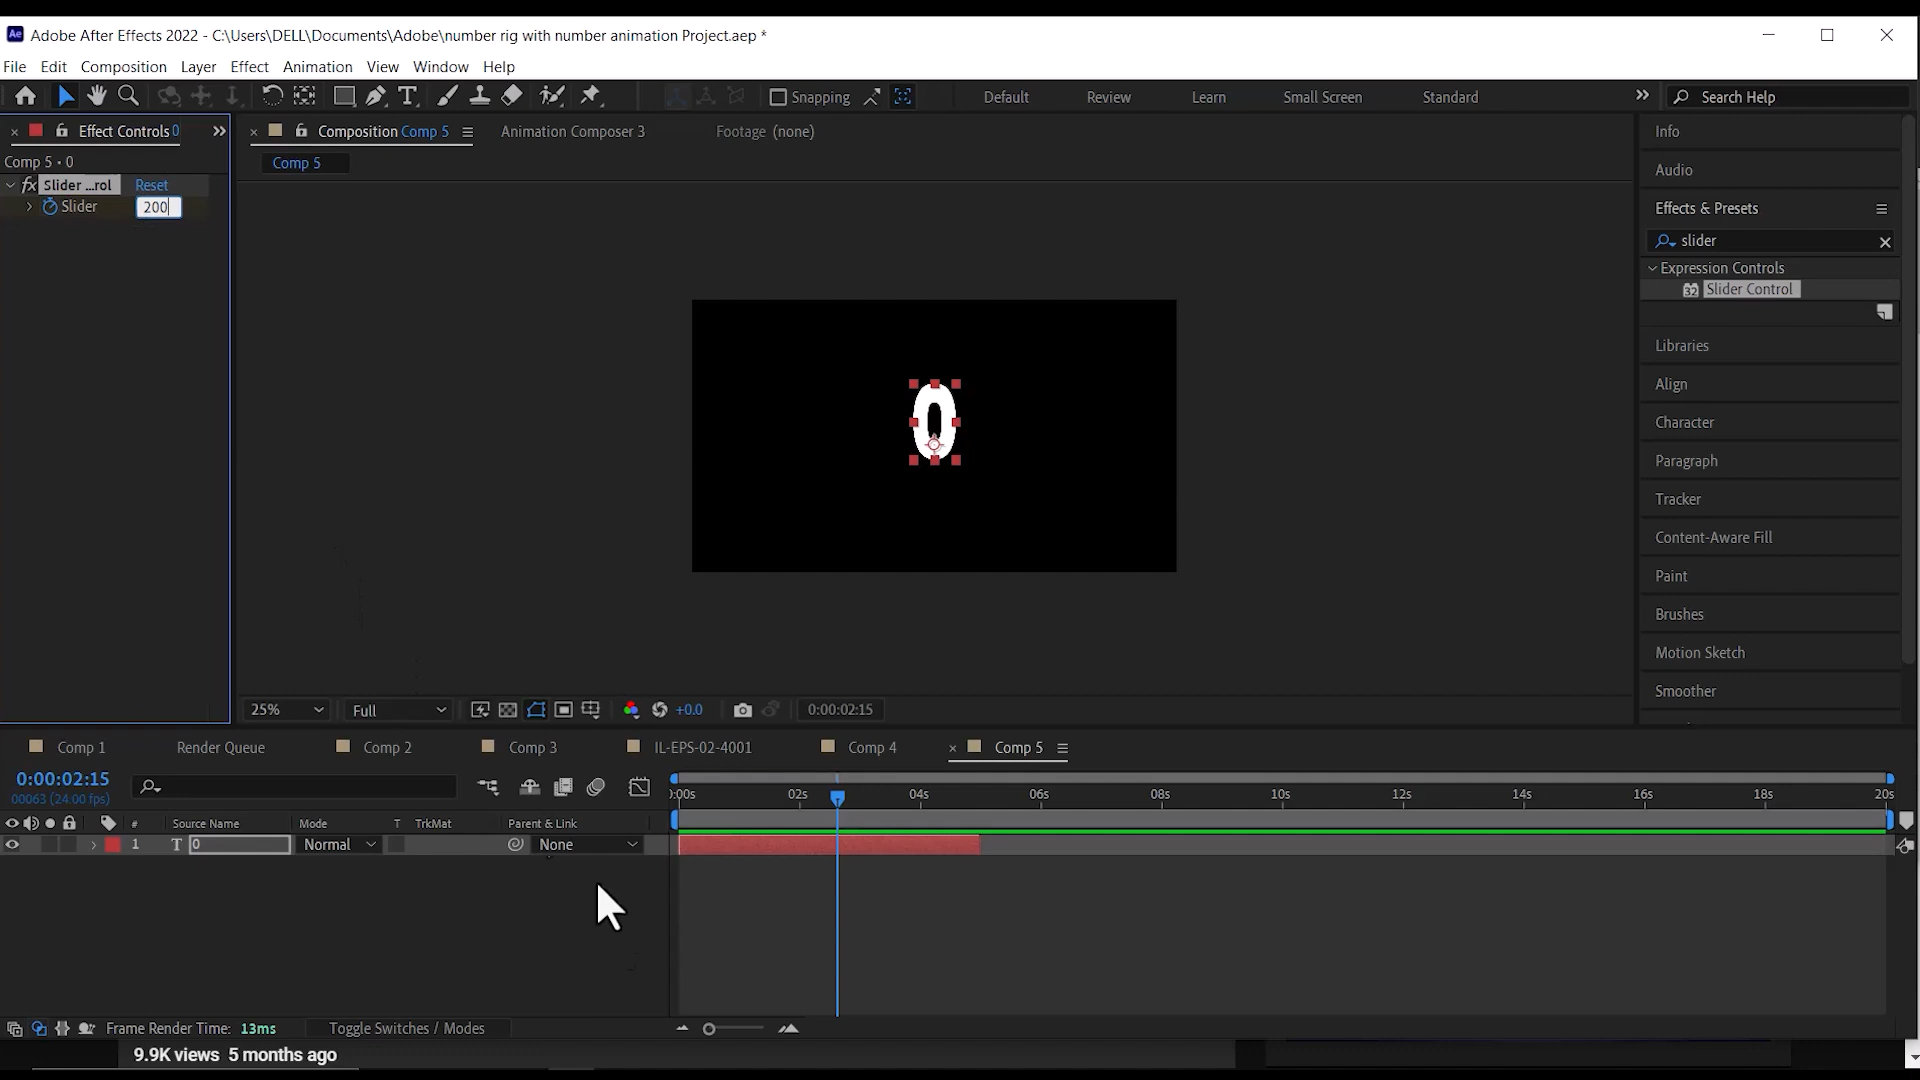 Adobe After Effects 2022 - C:\Users\DELL\Documents\Adobe\number rig with number animation Project.aep *
File Edit Composition Layer Effect Animation View Window Help
Snapping Default Review Learn Small Screen Standard Search Help
Effect Controls 0
Composition Comp 5
Animation Composer 3
Footage (none)
Comp 5 • 0
Comp 5
fx Slider ...rol Reset
Slider 200
0
Info
Audio
Effects & Presets
slider
Expression Controls
32 Slider Control
Libraries
Align
Character
Paragraph
Tracker
Content-Aware Fill
Paint
Brushes
Motion Sketch
Smoother
25% Full +0.0 0:00:02:15
Comp 1 Render Queue Comp 2 Comp 3 IL-EPS-02-4001 Comp 4 Comp 5
0:00:02:15
00063 (24.00 fps)
:00s 02s 04s 06s 08s 10s 12s 14s 16s 18s 20s
# Source Name Mode T TrkMat Parent & Link
1 T 0 Normal None
Frame Render Time: 13ms Toggle Switches / Modes
9.9K views 5 months ago